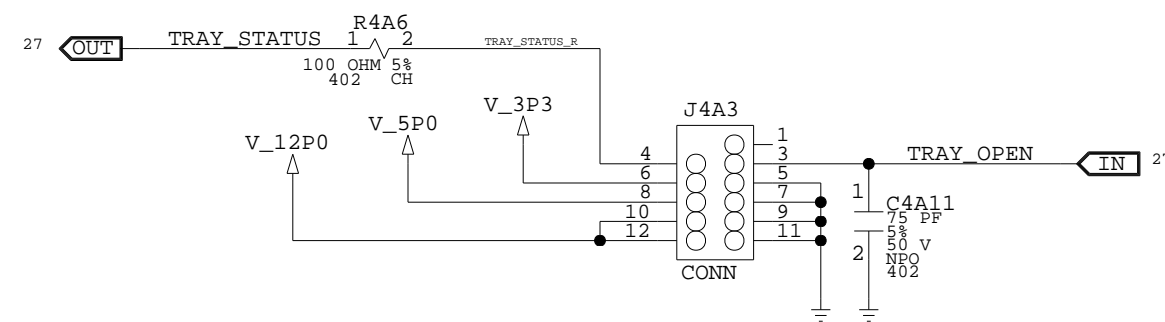 R4A6
27 OUT TRAY_STATUS 1 2 TRAY_STATUS_R
100 OHM 5%
402 CH
V_3P3
J4A3
V_5P0
V_12P0
1
4 3 TRAY_OPEN IN 27
6 5
8 7
10 9
12 11
CONN
1 C4A11
75 PF
5%
50 V
2 NPO
402